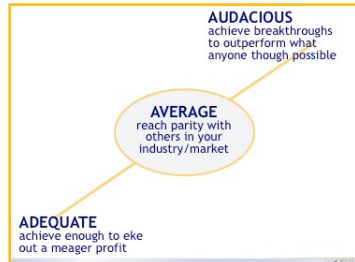 AUDACIOUS
achieve breakthroughs
to outperform what
anyone though possible
AVERAGE
reach parity with
others in your
industry/market
ADEQUATE
achieve enough to eke
out a meager profit